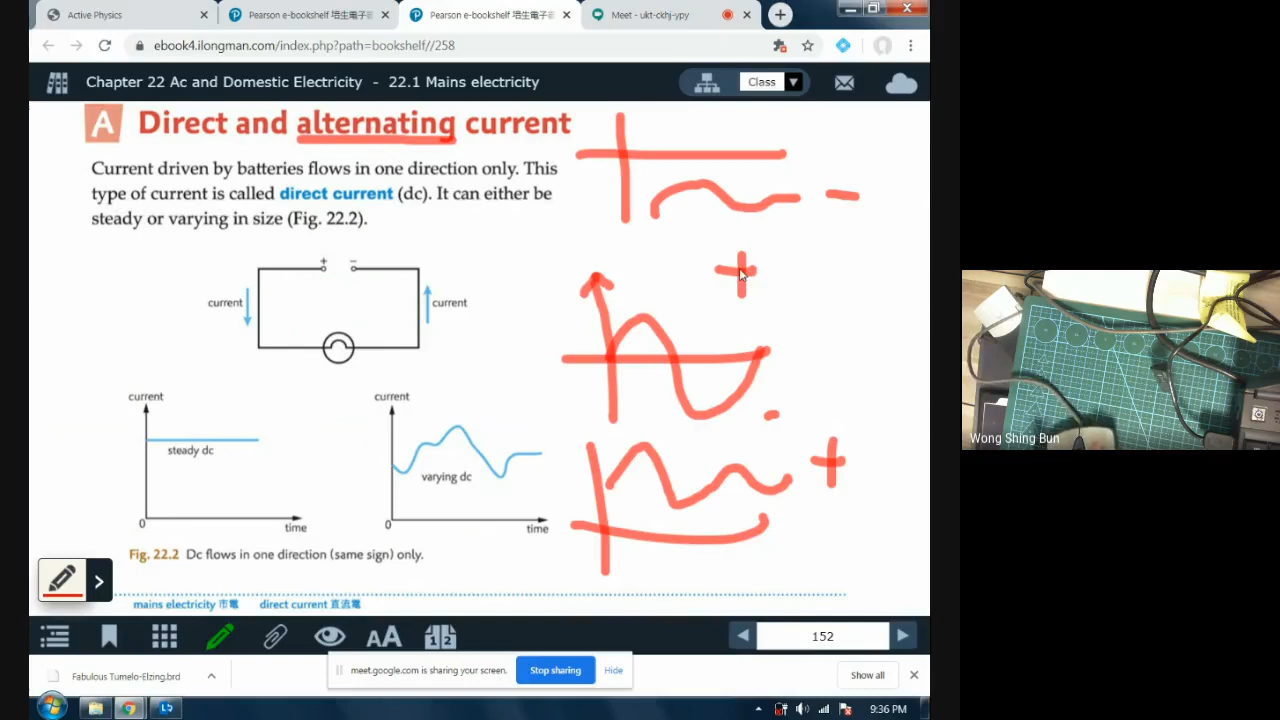 Active Physics
Pearson e-bookshelf 培生電子
Pearson e-bookshelf 培生電子
Meet - ukt-ckhj-ypy
ebook4.ilongman.com/index.php?path=bookshelf//258
Chapter 22 Ac and Domestic Electricity - 22.1 Mains electricity
Class
A Direct and alternating current
Current driven by batteries flows in one direction only. This
type of current is called direct current (dc). It can either be
steady or varying in size (Fig. 22.2).
+ −
current
current
current
steady dc
0
time
current
varying dc
0
time
Fig. 22.2 Dc flows in one direction (same sign) only.
−
+
-
+
mains electricity 市電 direct current 直流電
AA
1 2
152
meet.google.com is sharing your screen.
Stop sharing
Hide
Fabulous Tumelo-Elzing.brd
Show all
9:36 PM
Wong Shing Bun